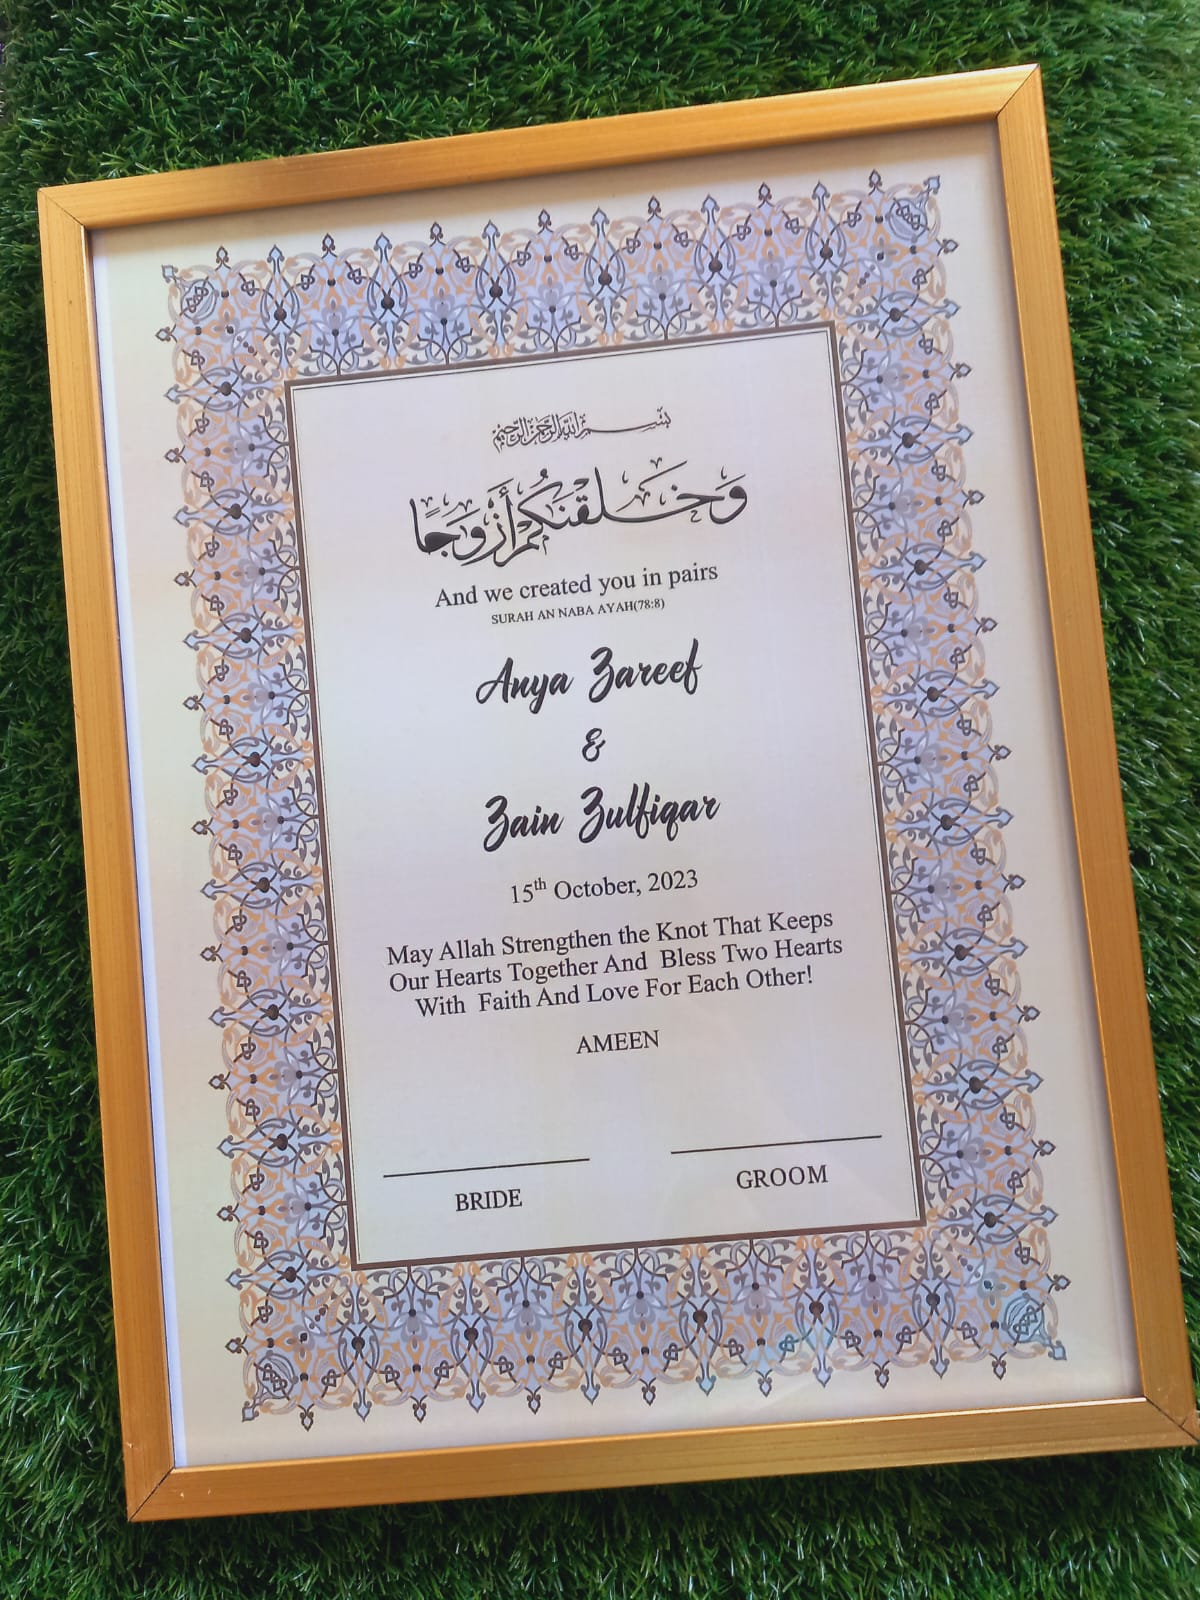 بسم الله الرحمن الرحيم
وَخَلَقْنَكُمْ أَزْوَجًا
And we created you in pairs
SURAH AN NABA AYAH(78:8)
Anya Zareef
&
Zain Zulfiqar
15th October, 2023
May Allah Strengthen the Knot That Keeps
Our Hearts Together And Bless Two Hearts
With Faith And Love For Each Other!
AMEEN
BRIDE
GROOM